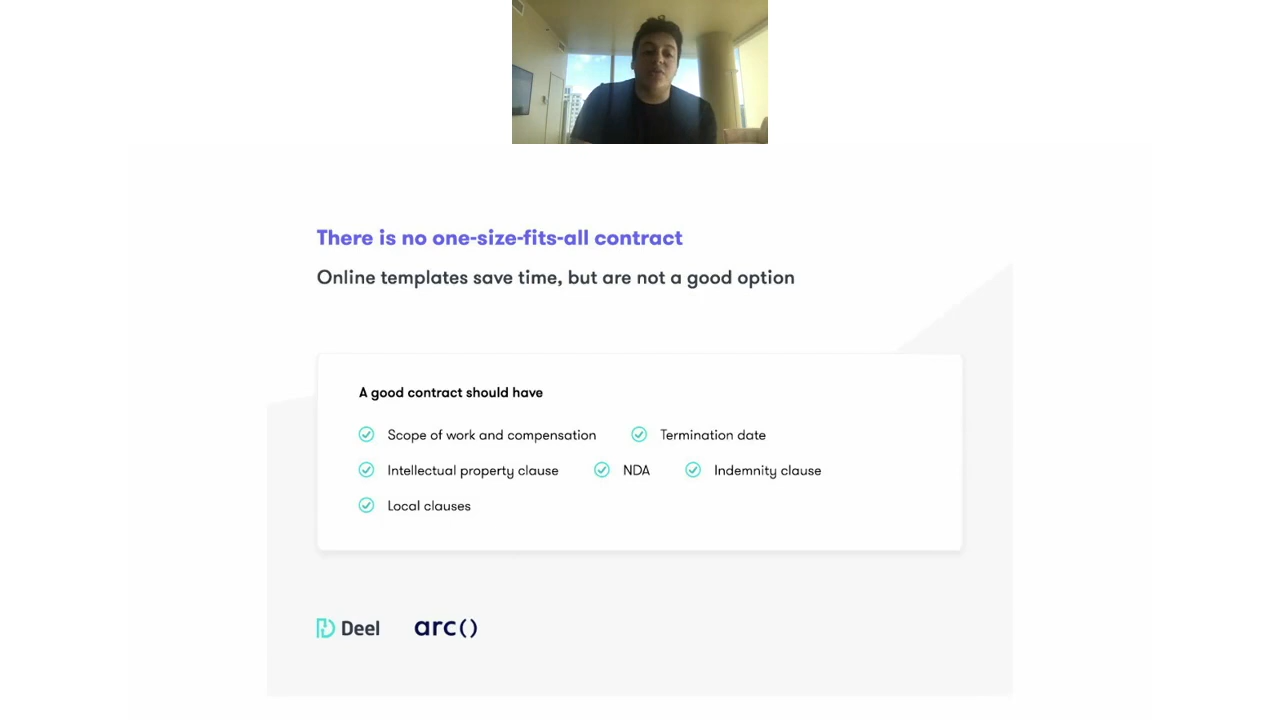 There is no one-size-fits-all contract
Online templates save time, but are not a good option
A good contract should have
Scope of work and compensation
Termination date
Intellectual property clause
NDA
Indemnity clause
Local clauses
Deel
arc()